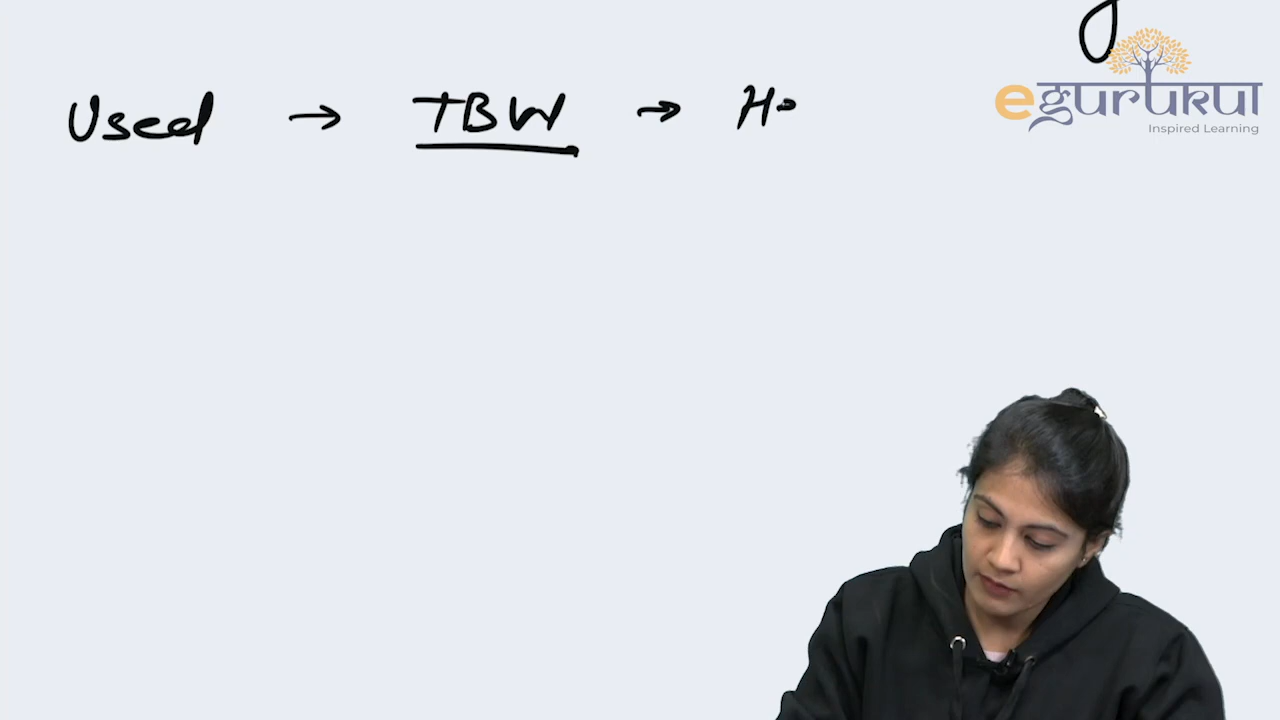 Used → TBW →
eGURUKUL
Inspired Learning